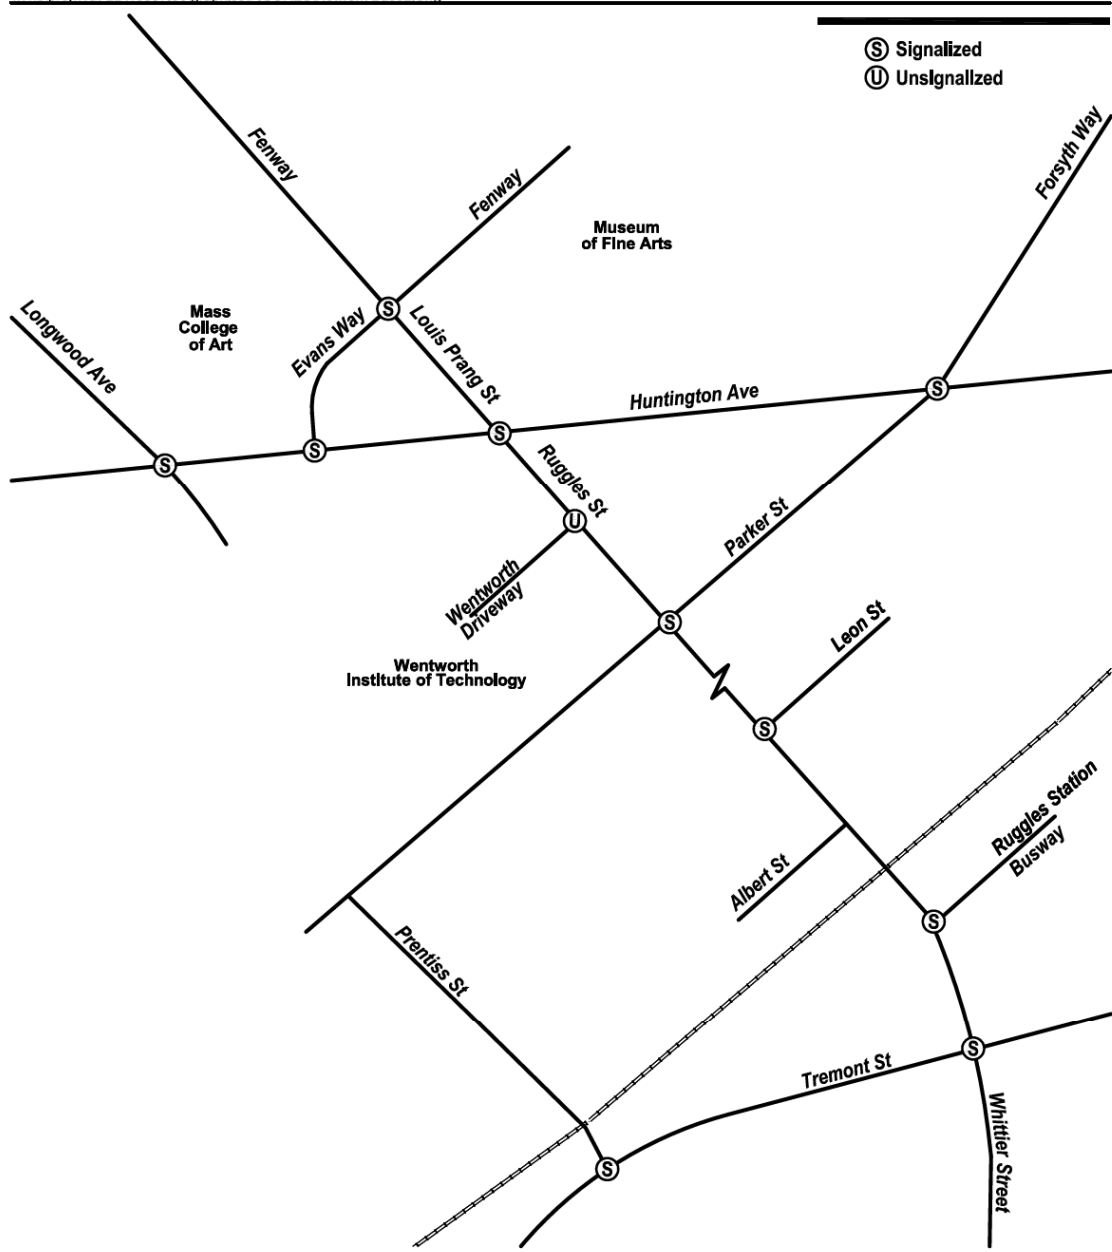 S Signalized
U Unsignalized
Fenway
Fenway
Forsyth Way
Museum
of Fine Arts
Longwood Ave
Mass
College
of Art
Evans Way
S
Louis Prang St
Huntington Ave
S
S
S
S
Ruggles St
U
Parker St
Wentworth
Driveway
S
Leon St
Wentworth
Institute of Technology
S
Ruggles Station
Busway
Albert St
S
Prentiss St
S
Tremont St
Whittier Street
S